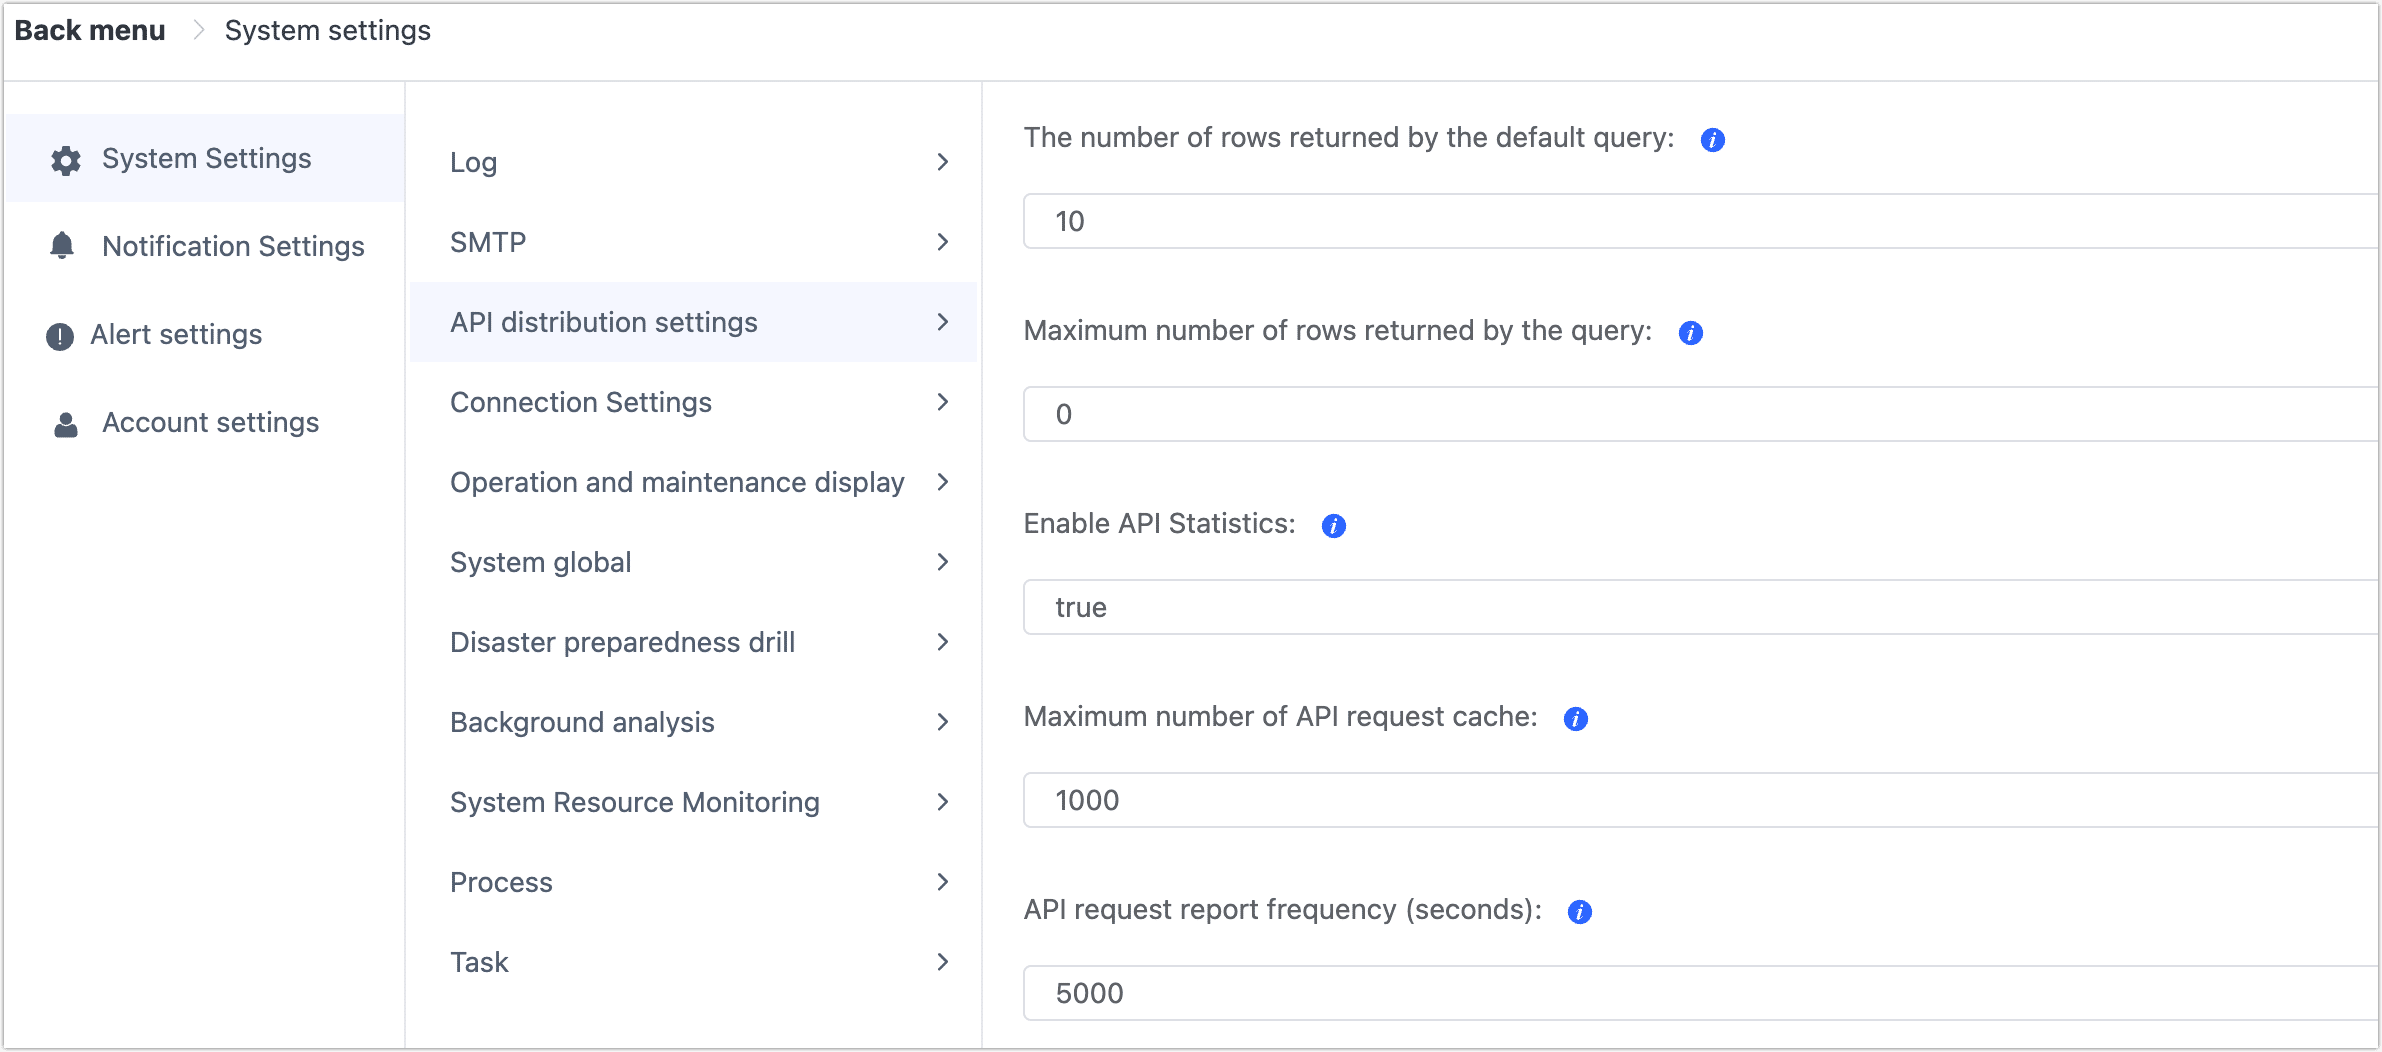 Back menu > System settings
System Settings
Notification Settings
Alert settings
Account settings
Log
SMTP
API distribution settings
Connection Settings
Operation and maintenance display
System global
Disaster preparedness drill
Background analysis
System Resource Monitoring
Process
Task
The number of rows returned by the default query:
10
Maximum number of rows returned by the query:
0
Enable API Statistics:
true
Maximum number of API request cache:
1000
API request report frequency (seconds):
5000